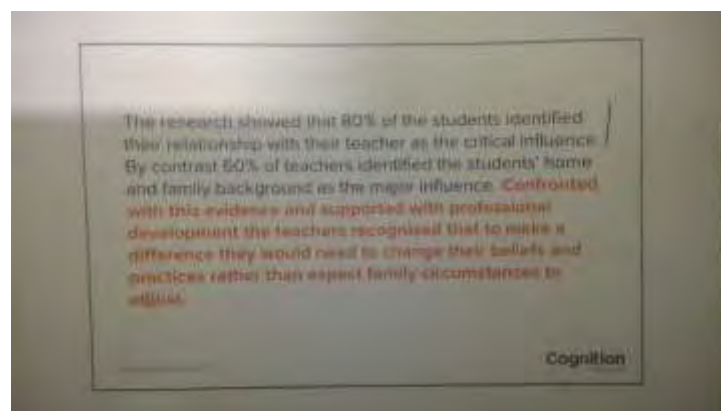 The research showed that 80% of the students identified
their relationship with their teacher as the critical influence.
By contrast 60% of teachers identified the students' home
and family background as the major influence. Confronted
with this evidence and supported with professional
development the teachers recognised that to make a
difference they would need to change their beliefs and
practices rather than expect family circumstances to
adjust.
Cognition